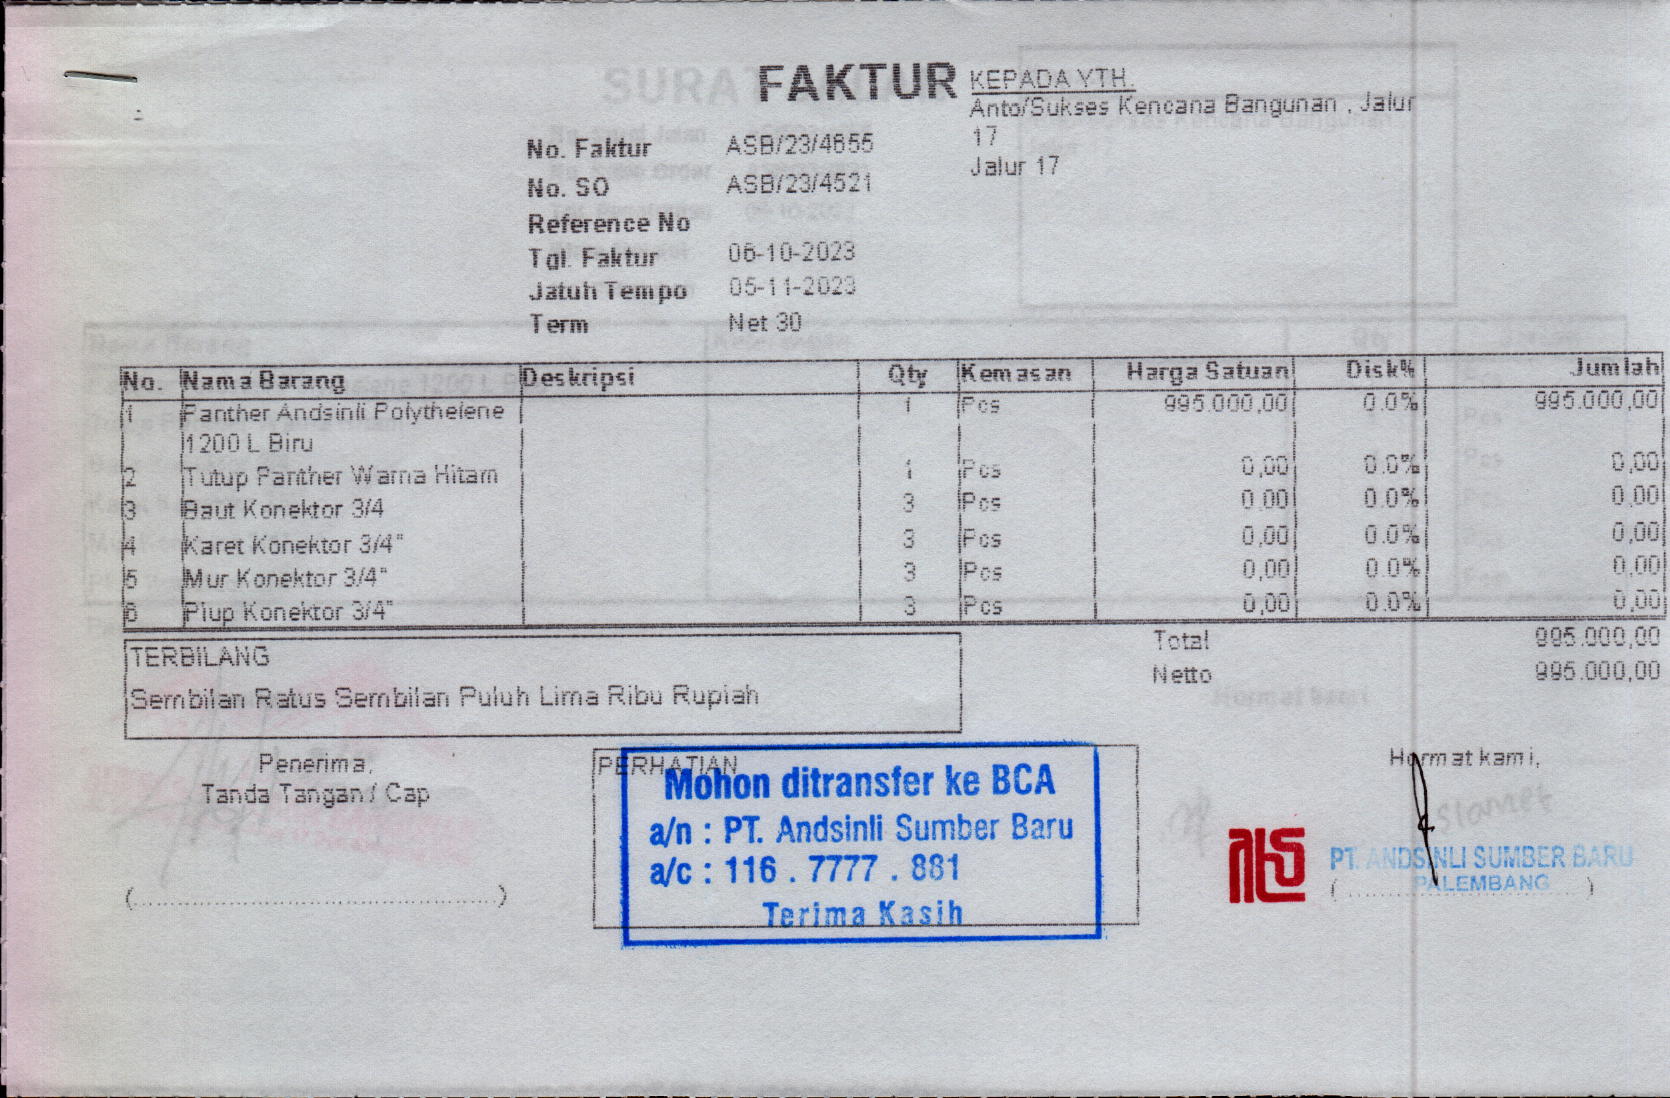 FAKTUR
KEPADA YTH.
Anto/Sukses Kencana Bangunan , Jalur
17
Jalur 17
No. Faktur ASB/23/4655
No. SO ASB/23/4521
Reference No
Tgl. Faktur 06-10-2023
Jatuh Tempo 05-11-2023
Term Net 30
No. Nama Barang Deskripsi Qty Kemasan Harga Satuan Disk% Jumlah
1 Panther Andsinli Polythelene 1 Pcs 995.000,00 0.0% 995.000,00
1200 L Biru
2 Tutup Panther Warna Hitam 1 Pcs 0,00 0.0% 0,00
3 Baut Konektor 3/4 3 Pcs 0,00 0.0% 0,00
4 Karet Konektor 3/4" 3 Pcs 0,00 0.0% 0,00
5 Mur Konektor 3/4" 3 Pcs 0,00 0.0% 0,00
6 Plup Konektor 3/4" 3 Pcs 0,00 0.0% 0,00
Total 995.000,00
Netto 995.000,00
TERBILANG
Sembilan Ratus Sembilan Puluh Lima Ribu Rupiah
Penerima,
Tanda Tangan / Cap
(..........................................)
PERHATIAN
Mohon ditransfer ke BCA
a/n : PT. Andsinli Sumber Baru
a/c : 116 . 7777 . 881
Terima Kasih
Hormat kami,
Slamet
PT. ANDSINLI SUMBER BARU
PALEMBANG